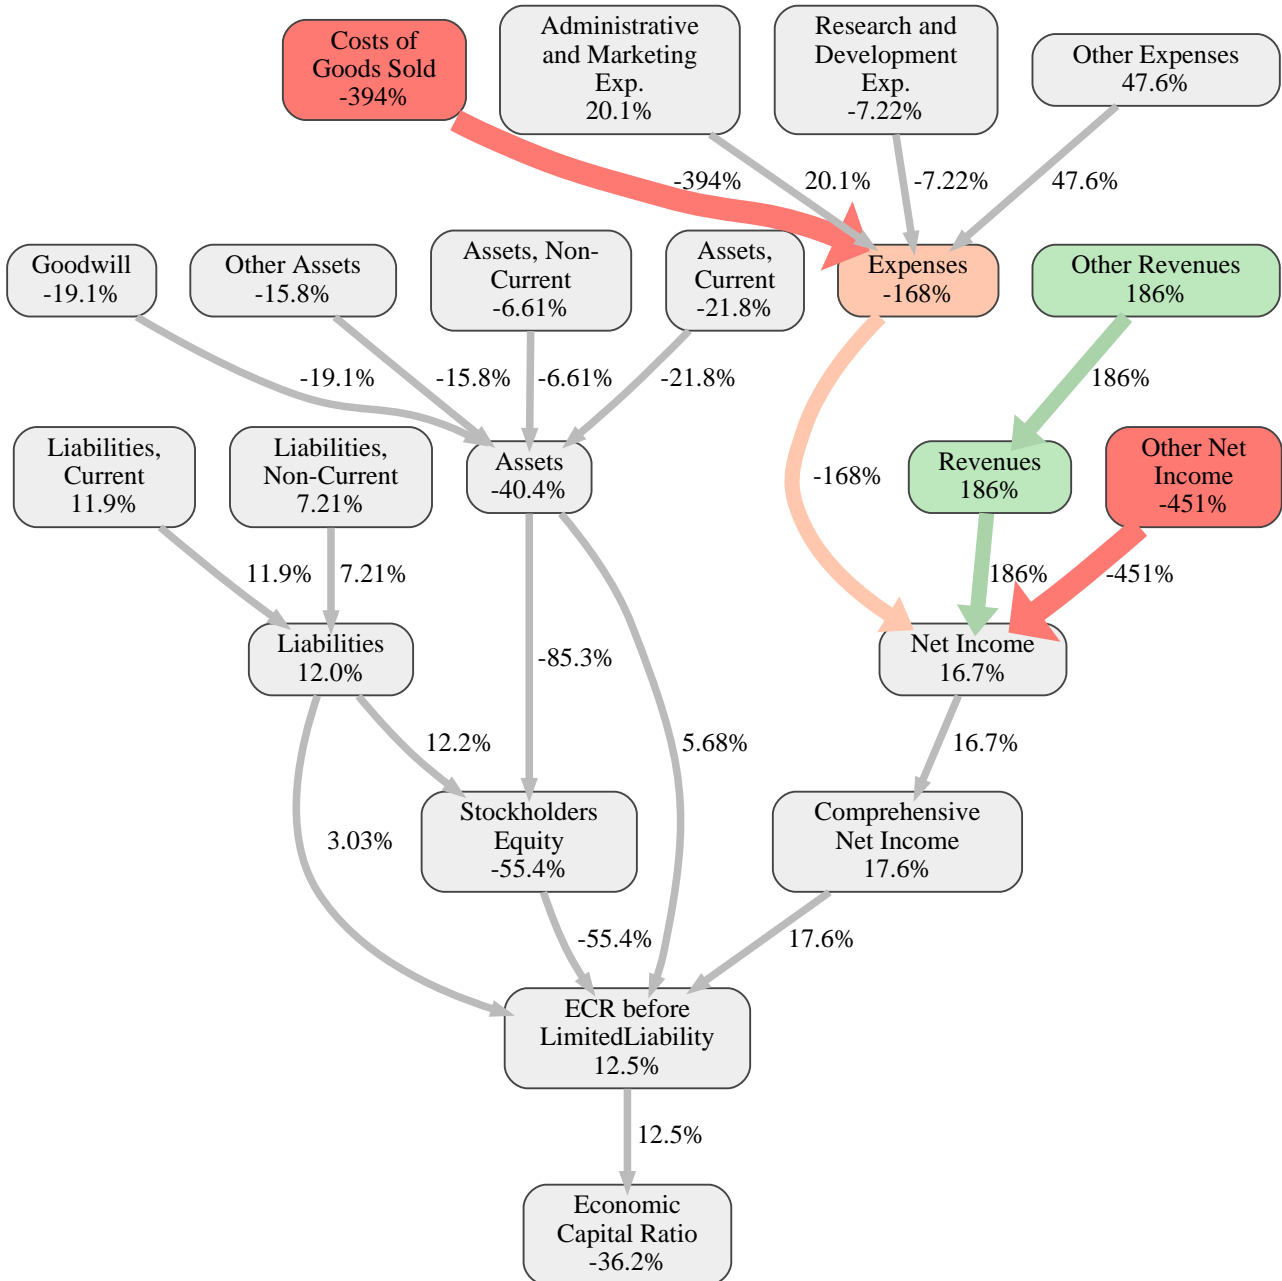 Costs of
Goods Sold
-394%
Administrative
and Marketing
Exp.
20.1%
Research and
Development
Exp.
-7.22%
Other Expenses
47.6%
-394%
20.1%
-7.22%
47.6%
Goodwill
-19.1%
Other Assets
-15.8%
Assets, Non-
Current
-6.61%
Assets,
Current
-21.8%
Expenses
-168%
Other Revenues
186%
-19.1%
-15.8%
-6.61%
-21.8%
186%
Liabilities,
Current
11.9%
Liabilities,
Non-Current
7.21%
Assets
-40.4%
-168%
Revenues
186%
Other Net
Income
-451%
11.9%
7.21%
186%
-451%
Liabilities
12.0%
-85.3%
Net Income
16.7%
12.2%
5.68%
16.7%
3.03%
Stockholders
Equity
-55.4%
Comprehensive
Net Income
17.6%
-55.4%
17.6%
ECR before
LimitedLiability
12.5%
12.5%
Economic
Capital Ratio
-36.2%